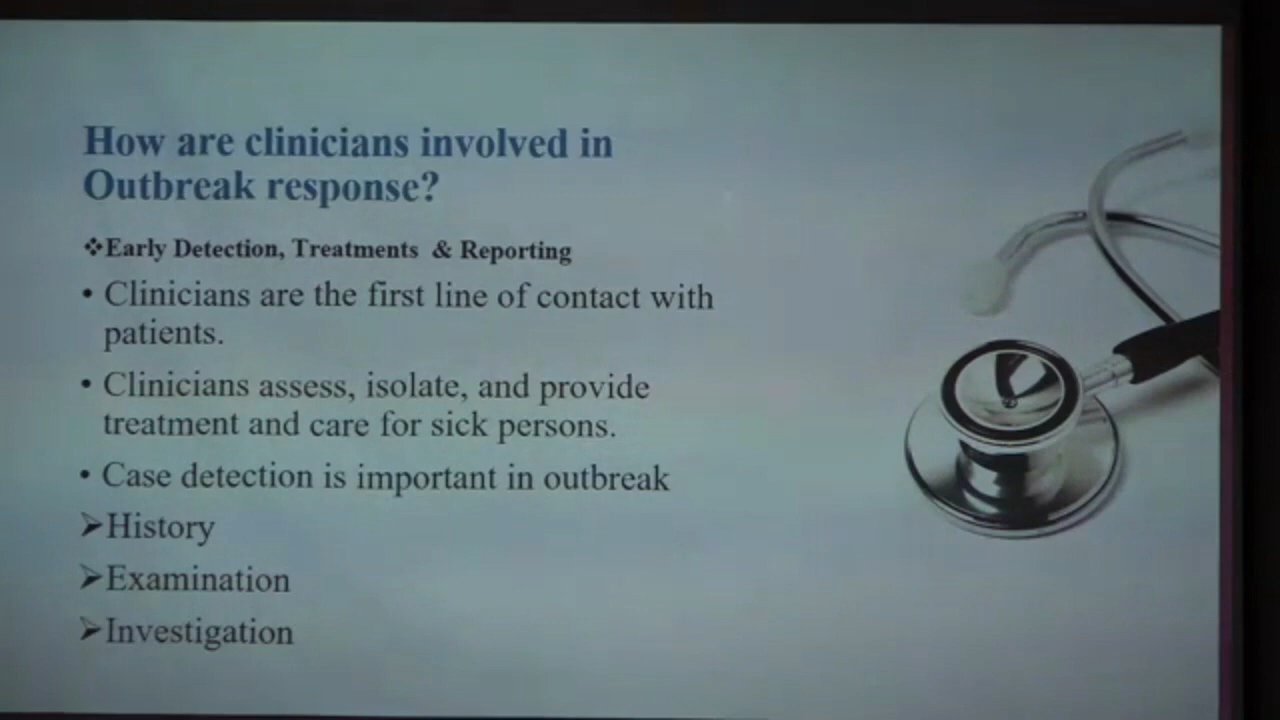 How are clinicians involved in
Outbreak response?
❖Early Detection, Treatments & Reporting
• Clinicians are the first line of contact with
patients.
• Clinicians assess, isolate, and provide
treatment and care for sick persons.
• Case detection is important in outbreak
➢History
➢Examination
➢Investigation